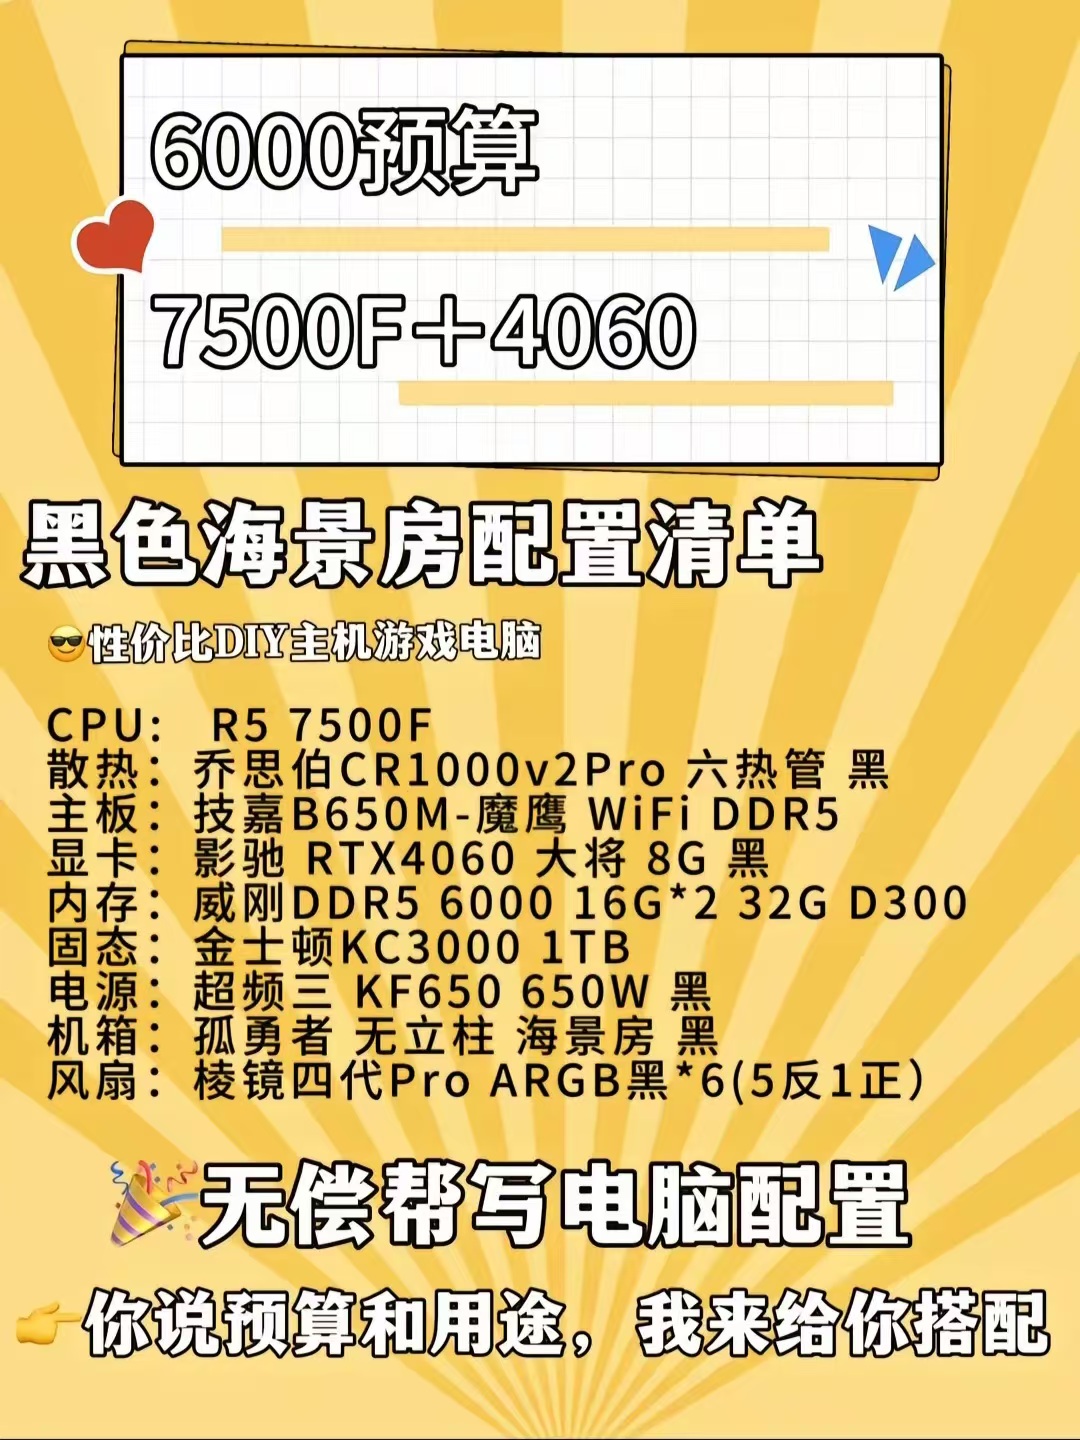 6000预算
7500F+4060
黑色海景房配置清单
😎性价比DIY主机游戏电脑
CPU: R5 7500F
散热：乔思伯CR1000v2Pro 六热管 黑
主板：技嘉B650M-魔鹰 WiFi DDR5
显卡：影驰 RTX4060 大将 8G 黑
内存：威刚DDR5 6000 16G*2 32G D300
固态：金士顿KC3000 1TB
电源：超频三 KF650 650W 黑
机箱：孤勇者 无立柱 海景房 黑
风扇：棱镜四代Pro ARGB黑*6(5反1正）
🎉无偿帮写电脑配置
👉你说预算和用途，我来给你搭配